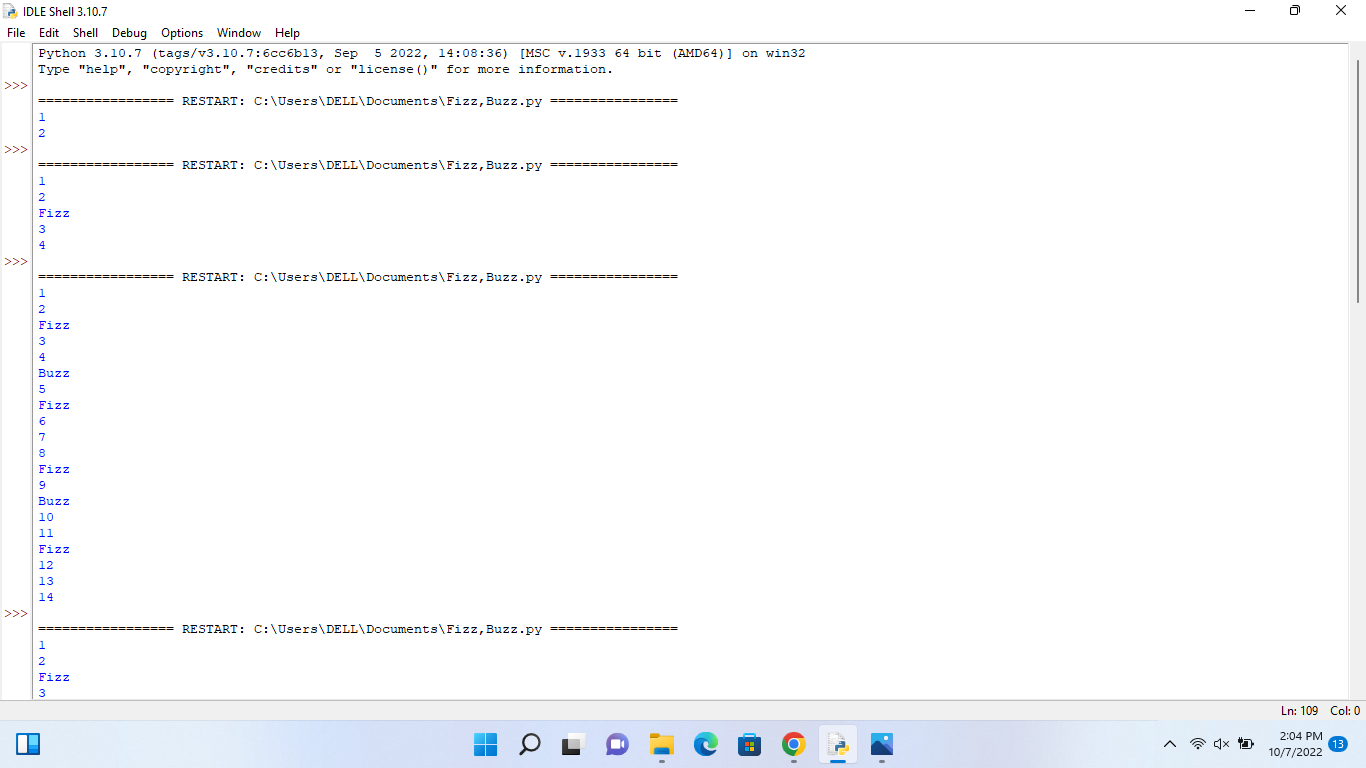 IDLE Shell 3.10.7
File Edit Shell Debug Options Window Help
Python 3.10.7 (tags/v3.10.7:6cc6b13, Sep  5 2022, 14:08:36) [MSC v.1933 64 bit (AMD64)] on win32
Type "help", "copyright", "credits" or "license()" for more information.
>>>
================= RESTART: C:\Users\DELL\Documents\Fizz,Buzz.py ================
1
2
>>>
================= RESTART: C:\Users\DELL\Documents\Fizz,Buzz.py ================
1
2
Fizz
3
4
>>>
================= RESTART: C:\Users\DELL\Documents\Fizz,Buzz.py ================
1
2
Fizz
3
4
Buzz
5
Fizz
6
7
8
Fizz
9
Buzz
10
11
Fizz
12
13
14
>>>
================= RESTART: C:\Users\DELL\Documents\Fizz,Buzz.py ================
1
2
Fizz
3
Ln: 109 Col: 0
2:04 PM
10/7/2022
13